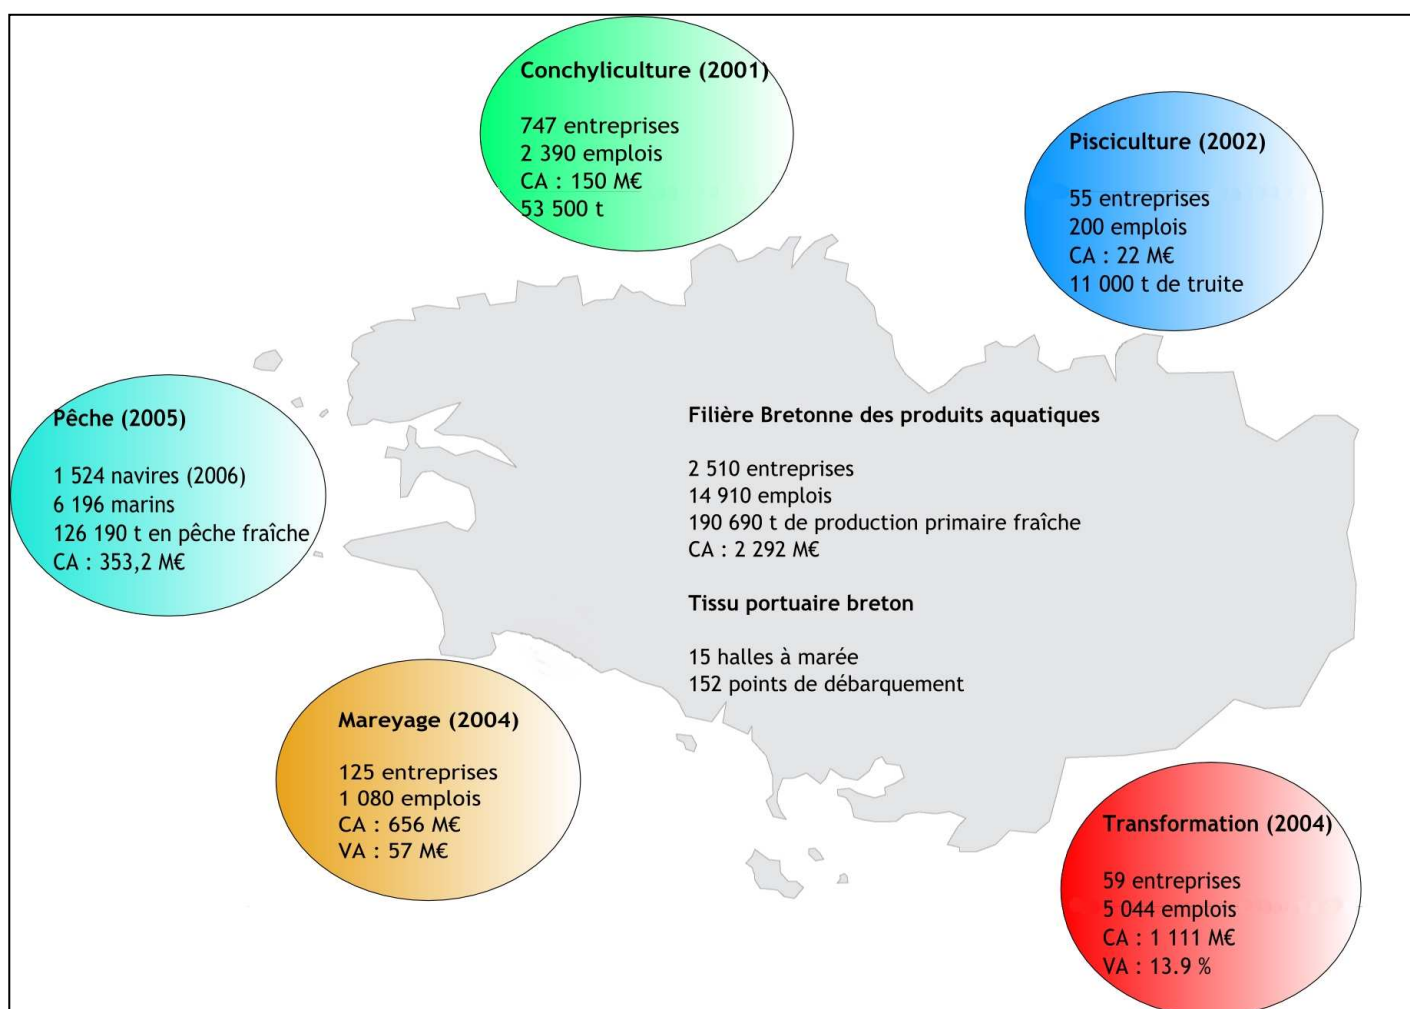 Conchyliculture (2001)
747 entreprises
2 390 emplois
CA : 150 M€
53 500 t
Pisciculture (2002)
55 entreprises
200 emplois
CA : 22 M€
11 000 t de truite
Pêche (2005)
1 524 navires (2006)
6 196 marins
126 190 t en pêche fraîche
CA : 353,2 M€
Filière Bretonne des produits aquatiques
2 510 entreprises
14 910 emplois
190 690 t de production primaire fraîche
CA : 2 292 M€
Tissu portuaire breton
15 halles à marée
152 points de débarquement
Mareyage (2004)
125 entreprises
1 080 emplois
CA : 656 M€
VA : 57 M€
Transformation (2004)
59 entreprises
5 044 emplois
CA : 1 111 M€
VA : 13.9 %